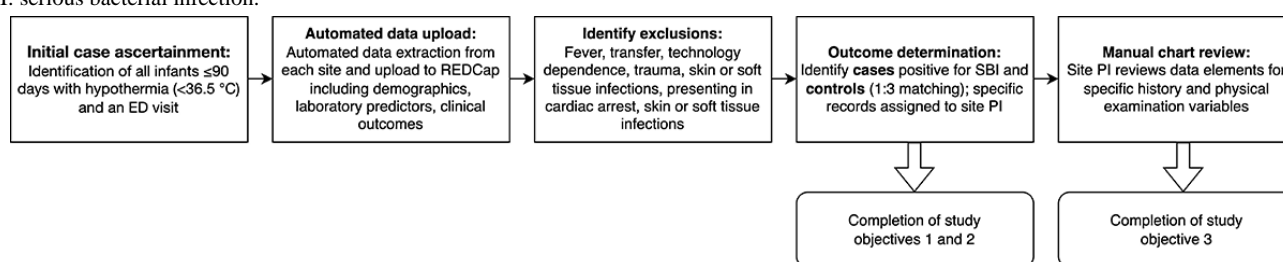 serious bacterial infection.
Initial case ascertainment:
Identification of all infants ≤90
days with hypothermia (<36.5 °C)
and an ED visit
Automated data upload:
Automated data extraction from
each site and upload to REDCap
including demographics,
laboratory predictors, clinical
outcomes
Identify exclusions:
Fever, transfer, technology
dependence, trauma, skin or soft
tissue infections, presenting in
cardiac arrest, skin or soft tissue
infections
Outcome determination:
Identify cases positive for SBI and
controls (1:3 matching); specific
records assigned to site PI
Manual chart review:
Site PI reviews data elements for
specific history and physical
examination variables
Completion of study
objectives 1 and 2
Completion of study
objective 3